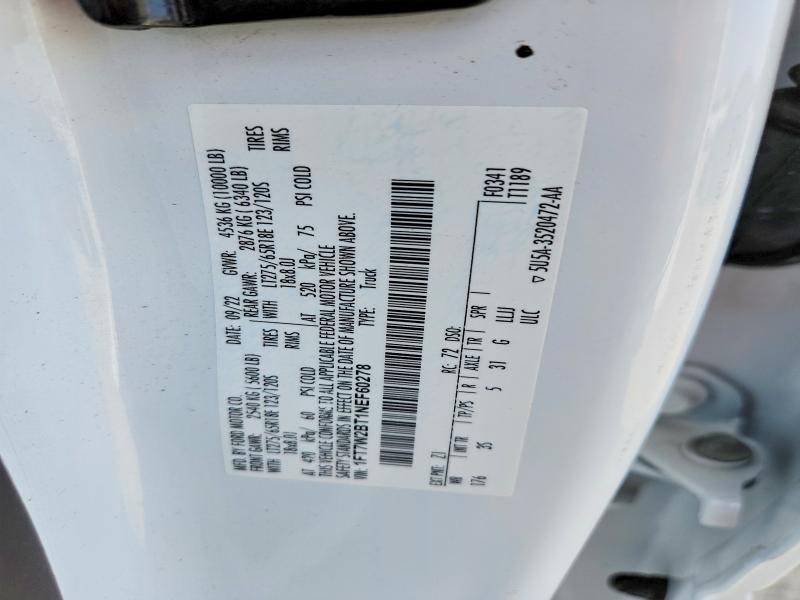 MFD. BY FORD MOTOR CO.
DATE: 09/22 GVWR: 4536 KG (10000 LB)
FRONT GAWR: 2540 KG (5600 LB) REAR GAWR: 2876 KG (6340 LB)
WITH LT275/65R18E 123/120S TIRES WITH LT275/65R18E 123/120S TIRES
18x8.0J RIMS 18x8.0J RIMS
AT 410 kPa/ 60 PSI COLD AT 520 kPa/ 75 PSI COLD
THIS VEHICLE CONFORMS TO ALL APPLICABLE FEDERAL MOTOR VEHICLE
SAFETY STANDARDS IN EFFECT ON THE DATE OF MANUFACTURE SHOWN ABOVE.
VIN: 1FT7W2BT1NEF60278 TYPE: Truck
EXT PNT: Z1 RC: 72 DSO: F0341
WB INT TR TP/PS R AXLE TR SPR T1189
176 5 31 G LLJJ
ULC 5U5A-3520472-AA